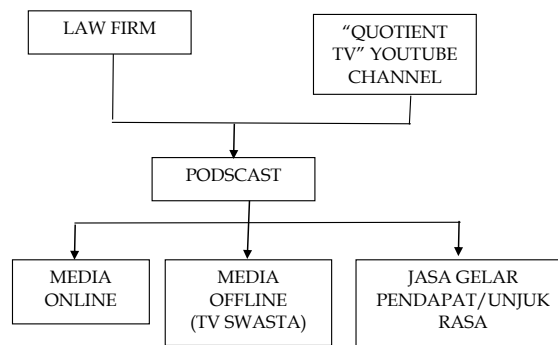 LAW FIRM
“QUOTIENT
TV” YOUTUBE
CHANNEL
PODSCAST
MEDIA
ONLINE
MEDIA
OFFLINE
(TV SWASTA)
JASA GELAR
PENDAPAT/UNJUK
RASA